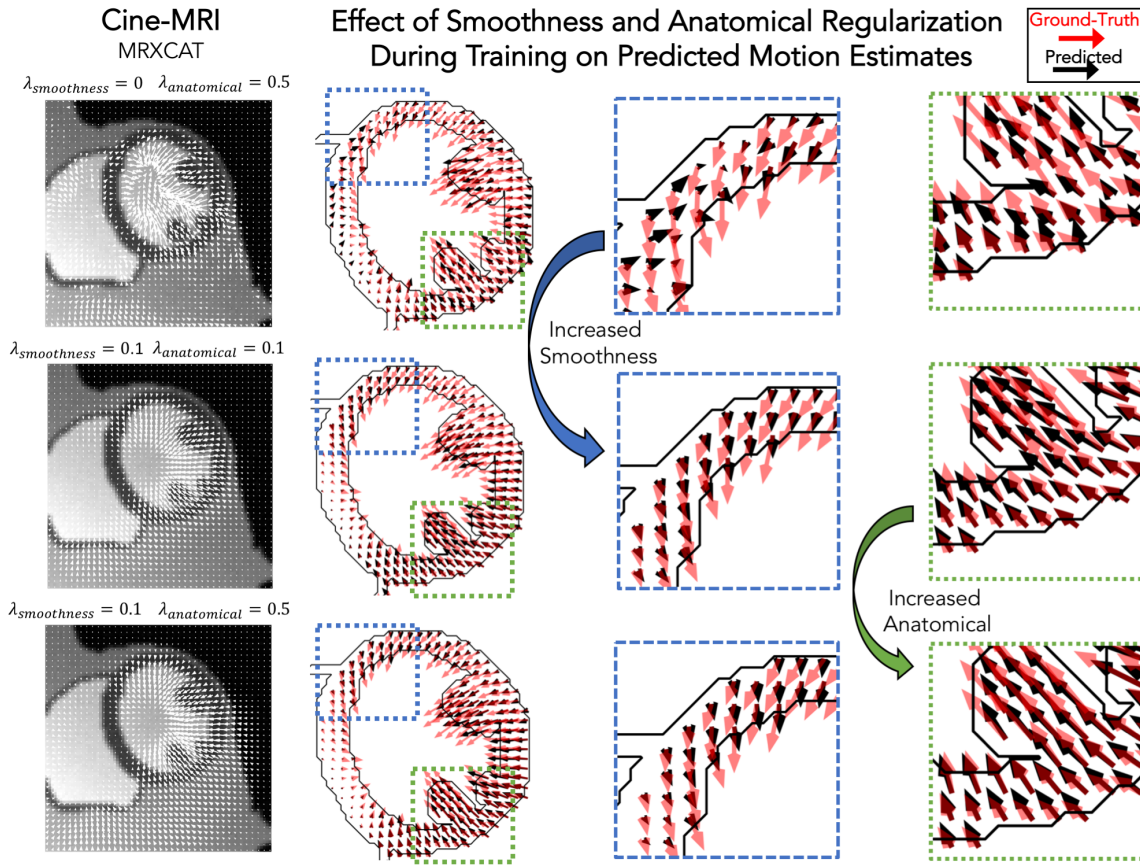 Cine-MRI
MRXCAT
Effect of Smoothness and Anatomical Regularization
During Training on Predicted Motion Estimates
Ground-Truth
Predicted
λsmoothness = 0 λanatomical = 0.5
Increased
Smoothness
λsmoothness = 0.1 λanatomical = 0.1
Increased
Anatomical
λsmoothness = 0.1 λanatomical = 0.5